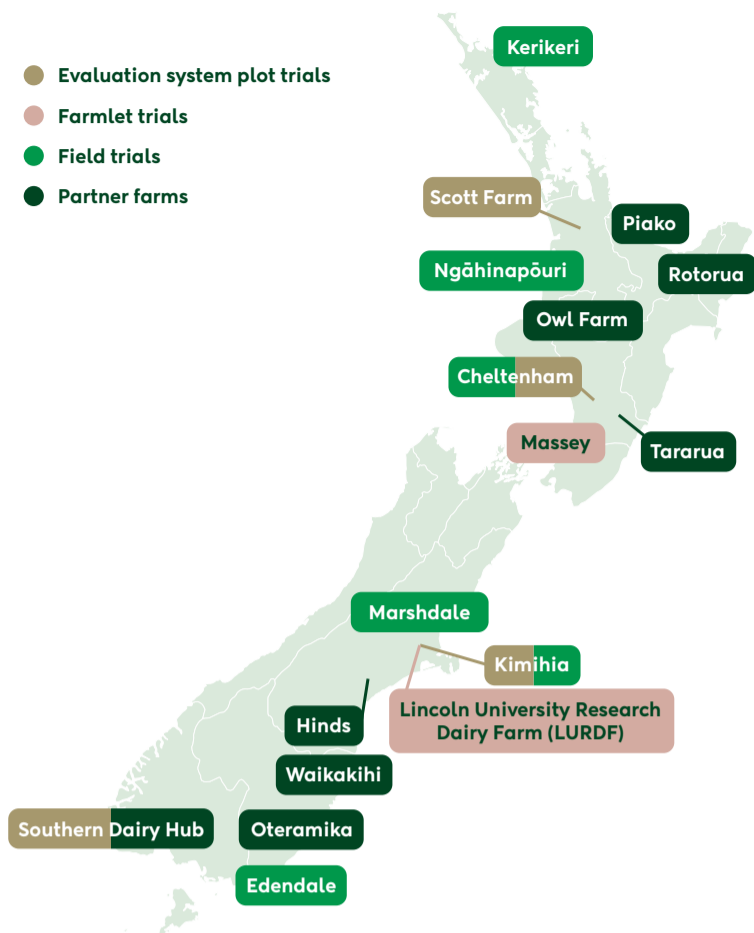 Kerikeri
Evaluation system plot trials
Farmlet trials
Field trials
Partner farms
Scott Farm
Piako
Ngāhinapōuri
Rotorua
Owl Farm
Cheltenham
Massey
Tararua
Marshdale
Kimihia
Lincoln University Research
Dairy Farm (LURDF)
Hinds
Waikakihi
Southern Dairy Hub
Oteramika
Edendale